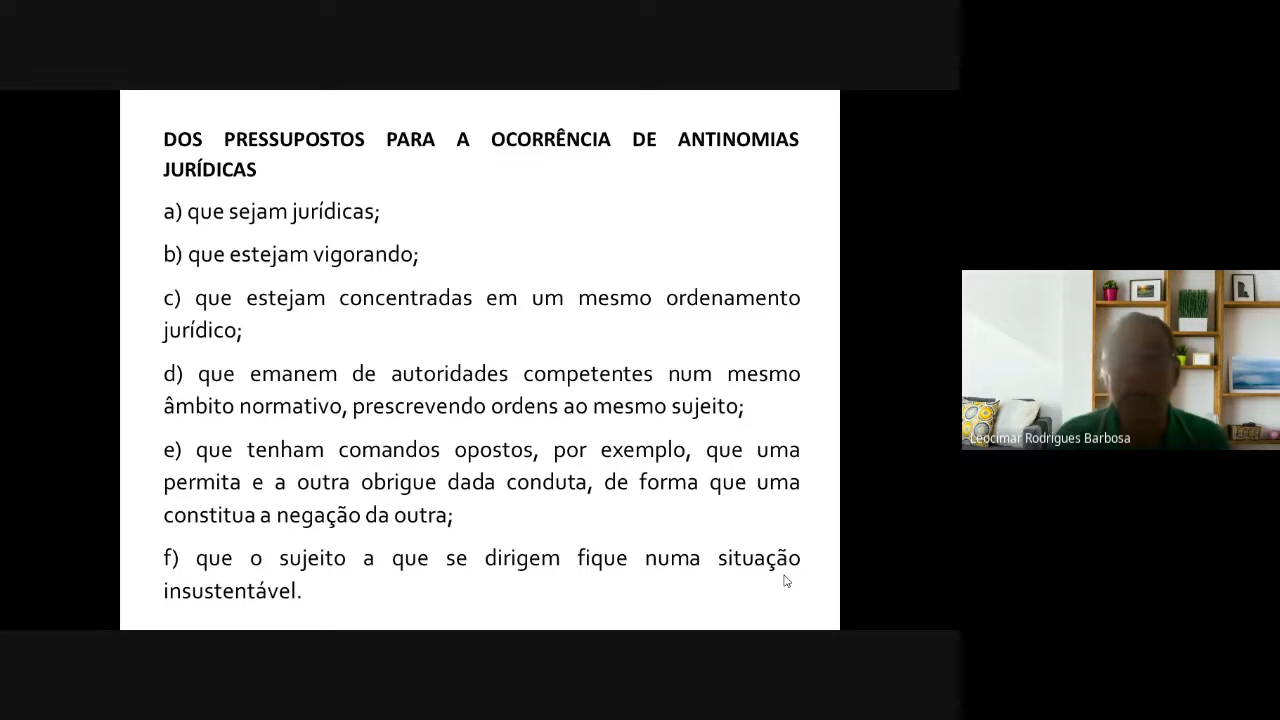 DOS PRESSUPOSTOS PARA A OCORRÊNCIA DE ANTINOMIAS
JURÍDICAS
a) que sejam jurídicas;
b) que estejam vigorando;
c) que estejam concentradas em um mesmo ordenamento
jurídico;
d) que emanem de autoridades competentes num mesmo
âmbito normativo, prescrevendo ordens ao mesmo sujeito;
e) que tenham comandos opostos, por exemplo, que uma
permita e a outra obrigue dada conduta, de forma que uma
constitua a negação da outra;
f) que o sujeito a que se dirigem fique numa situação
insustentável.
Leocimar Rodrigues Barbosa